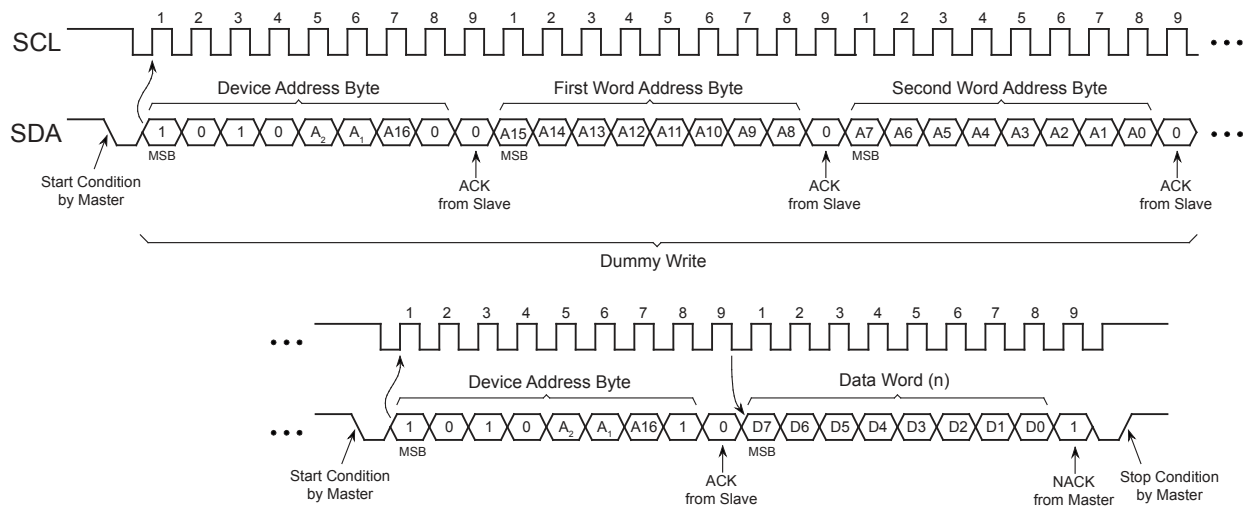 1 2 3 4 5 6 7 8 9 1 2 3 4 5 6 7 8 9 1 2 3 4 5 6 7 8 9
SCL
Device Address Byte First Word Address Byte Second Word Address Byte
SDA 1 0 1 0 A2 A1 A16 0 0 A15 A14 A13 A12 A11 A10 A9 A8 0 A7 A6 A5 A4 A3 A2 A1 A0 0
MSB MSB MSB
Start Condition ACK ACK ACK
by Master from Slave from Slave from Slave
Dummy Write
1 2 3 4 5 6 7 8 9 1 2 3 4 5 6 7 8 9
Device Address Byte Data Word (n)
1 0 1 0 A2 A1 A16 1 0 D7 D6 D5 D4 D3 D2 D1 D0 1
MSB MSB
Start Condition ACK NACK Stop Condition
by Master from Slave from Master by Master